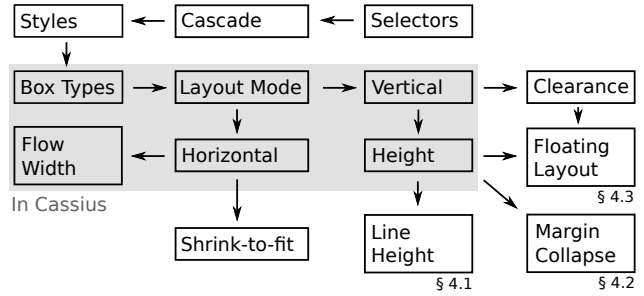 Styles
Cascade
Selectors
Box Types
Layout Mode
Vertical
Clearance
Flow
Width
Horizontal
Height
Floating
Layout
§ 4.3
In Cassius
Shrink-to-fit
Line
Height
§ 4.1
Margin
Collapse
§ 4.2